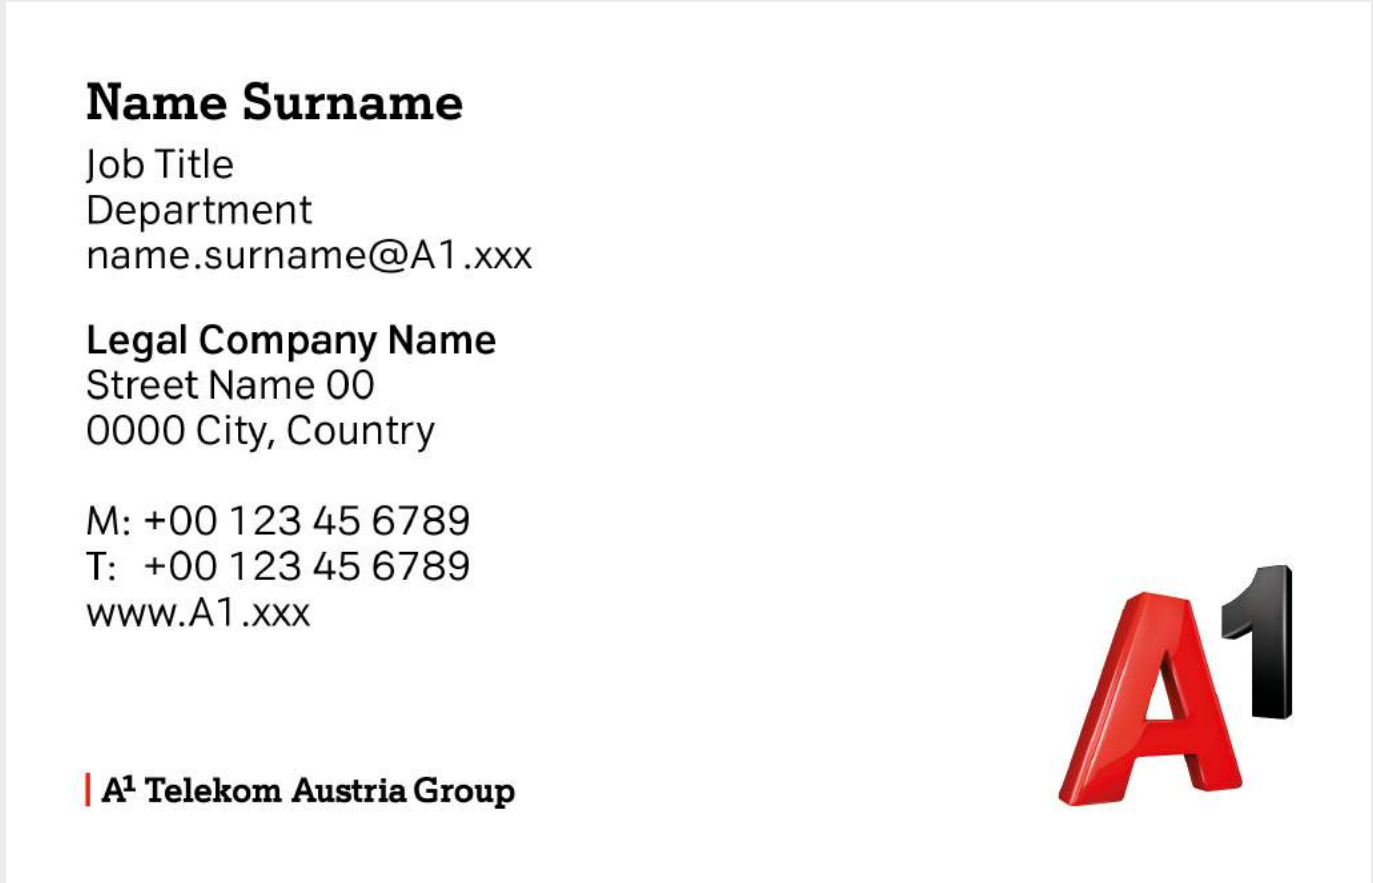 Name Surname
Job Title
Department
name.surname@A1.xxx
Legal Company Name
Street Name 00
0000 City, Country
M: +00 123 45 6789
T: +00 123 45 6789
www.A1.xxx
A1
A¹ Telekom Austria Group